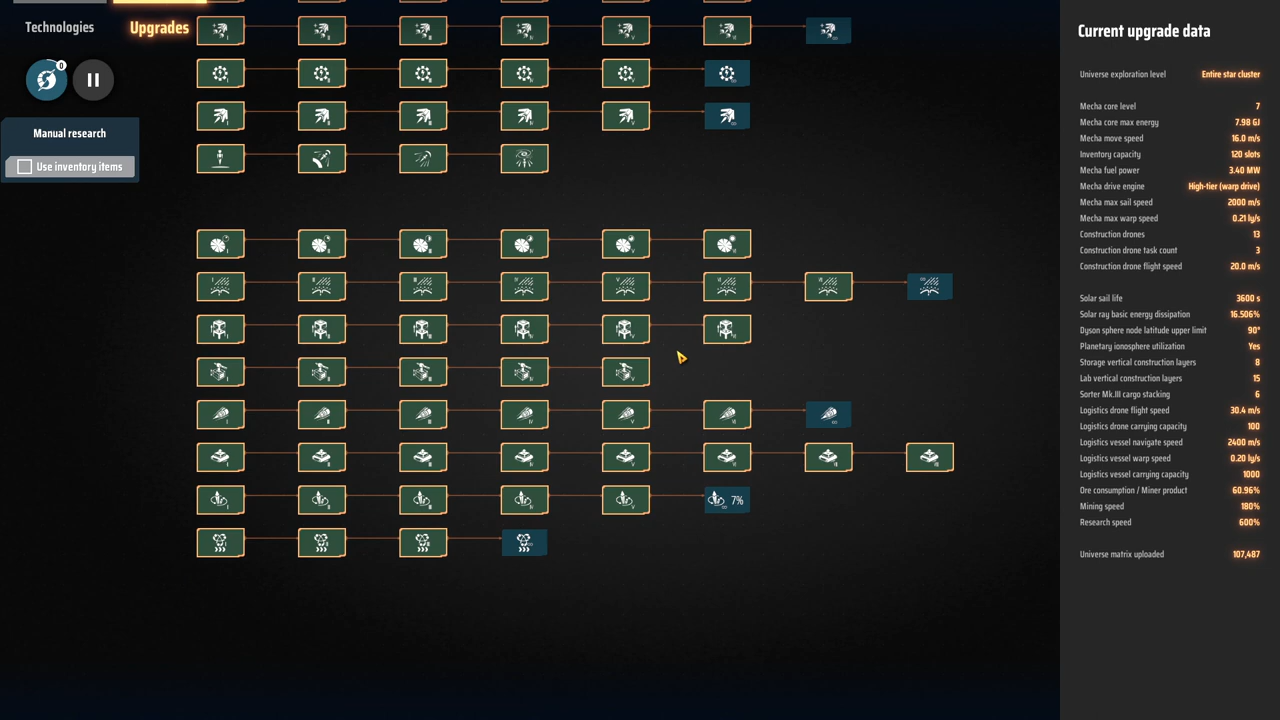 Technologies
Upgrades
0
Manual research
Use inventory items
7%
Current upgrade data
Universe exploration level Entire star cluster
Mecha core level 7
Mecha core max energy 7.98 GJ
Mecha move speed 16.0 m/s
Inventory capacity 120 slots
Mecha fuel power 3.40 MW
Mecha drive engine High-tier (warp drive)
Mecha max sail speed 2000 m/s
Mecha max warp speed 0.21 ly/s
Construction drones 13
Construction drone task count 3
Construction drone flight speed 20.0 m/s
Solar sail life 3600 s
Solar ray basic energy dissipation 16.506%
Dyson sphere node latitude upper limit 90°
Planetary ionosphere utilization Yes
Storage vertical construction layers 8
Lab vertical construction layers 15
Sorter Mk.III cargo stacking 6
Logistics drone flight speed 30.4 m/s
Logistics drone carrying capacity 100
Logistics vessel navigate speed 2400 m/s
Logistics vessel warp speed 0.20 ly/s
Logistics vessel carrying capacity 1000
Ore consumption / Miner product 60.96%
Mining speed 180%
Research speed 600%
Universe matrix uploaded 107,487